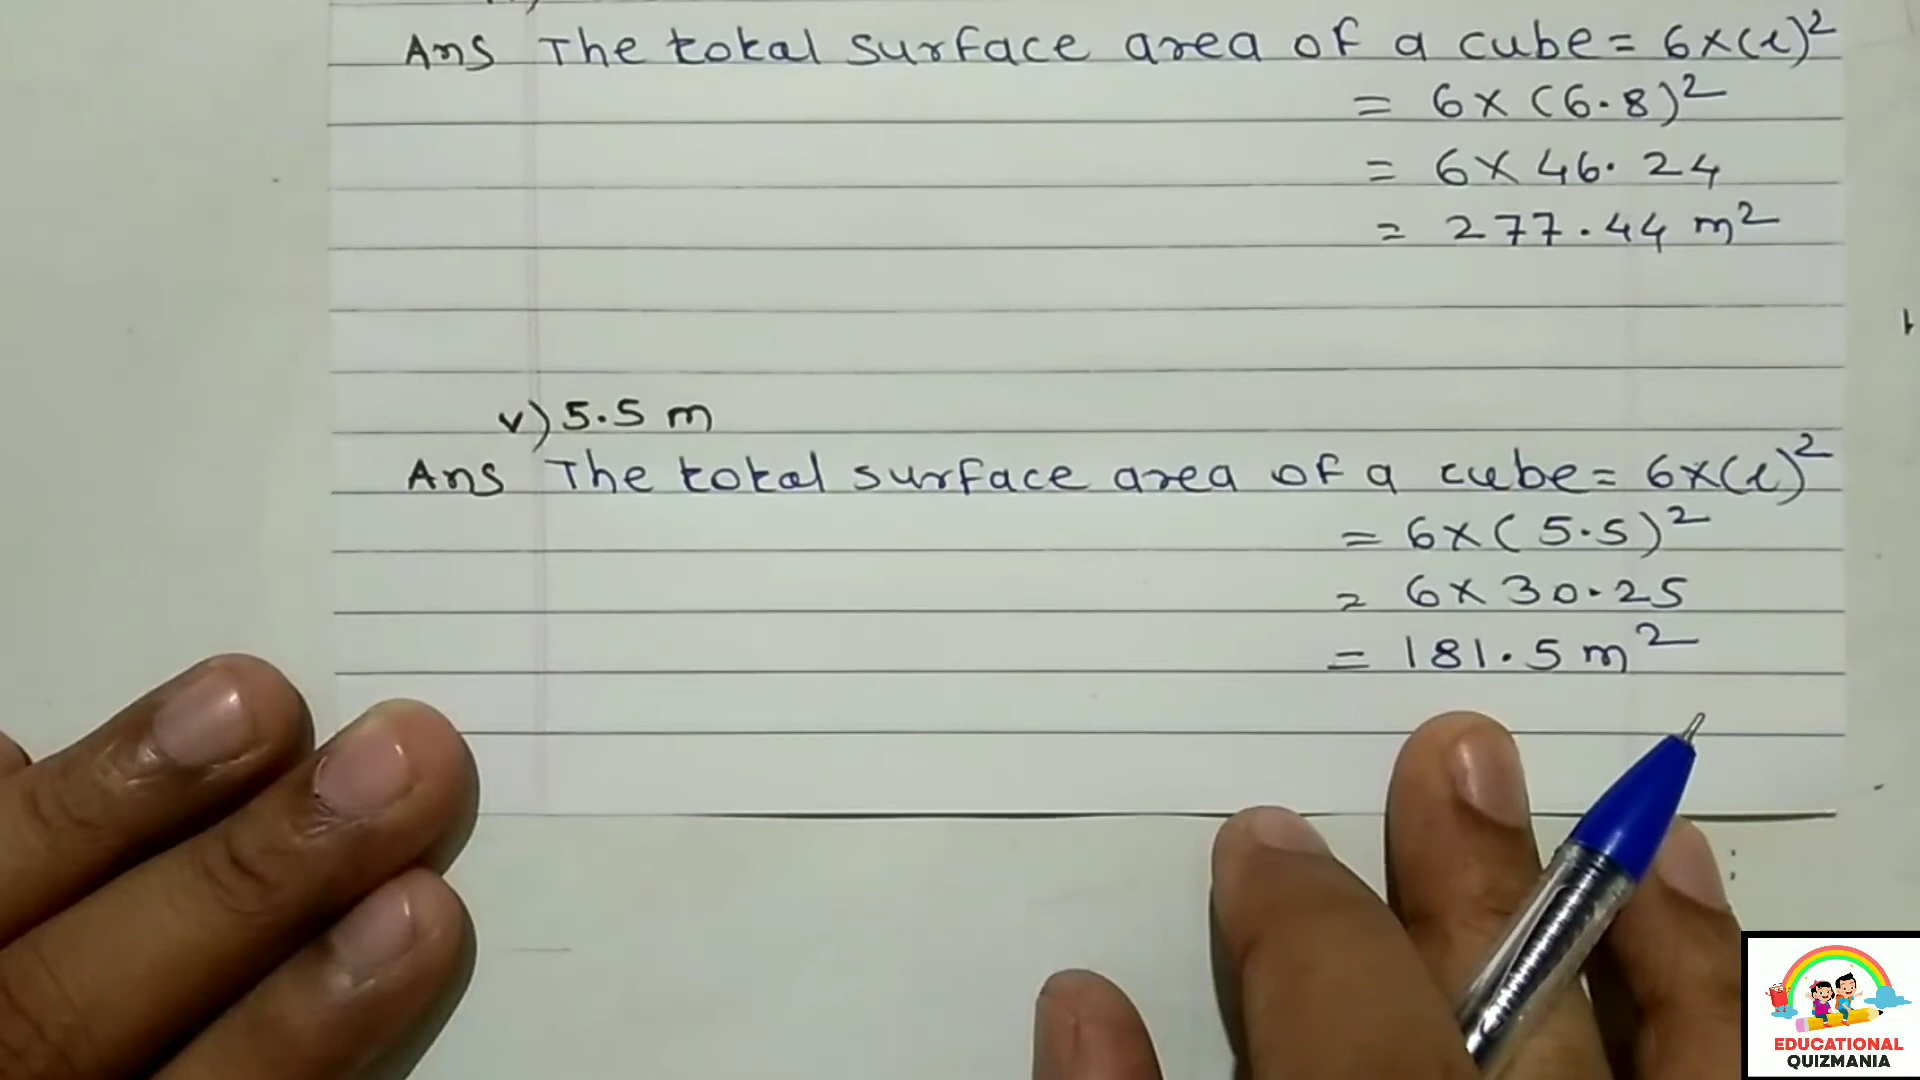 Ans The total surface area of a cube = 6×(l)²
= 6×(6.8)²
= 6×46.24
= 277.44 m²
v) 5.5 m
Ans The total surface area of a cube = 6×(l)²
= 6×(5.5)²
= 6×30.25
= 181.5 m²
EDUCATIONAL
QUIZMANIA